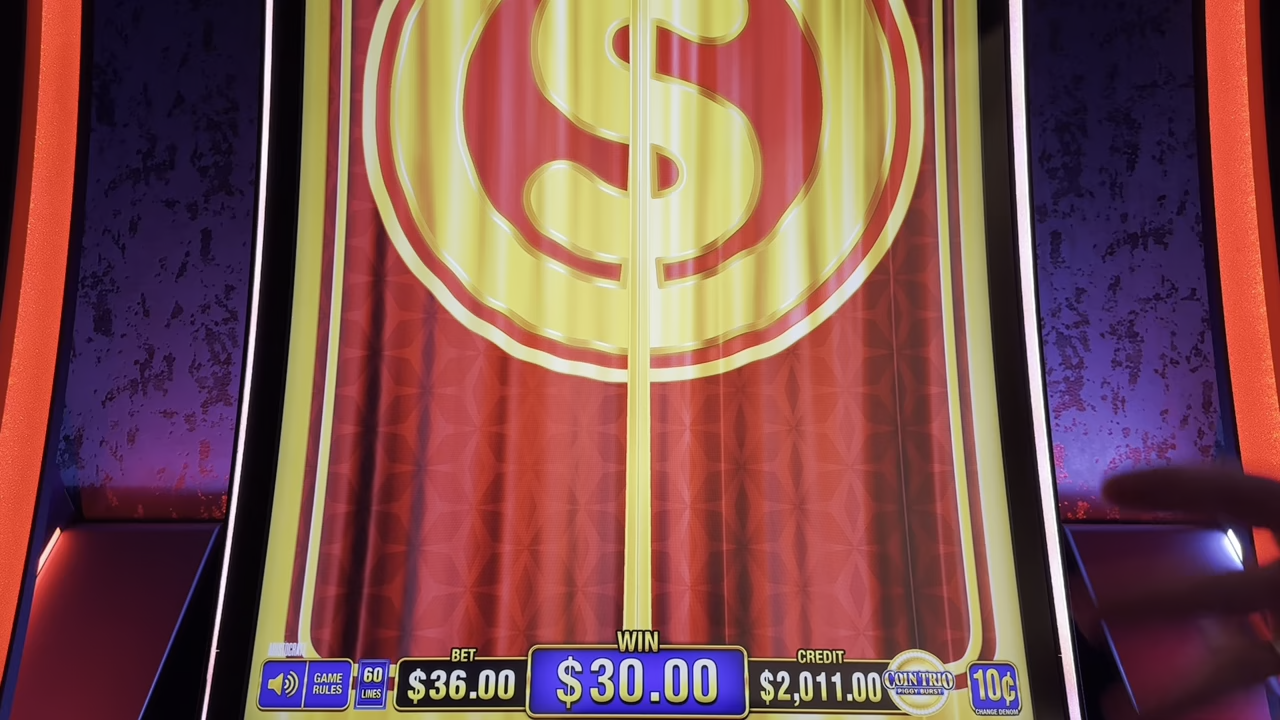 $
WIN
BET
CREDIT
GAME
RULES
60
LINES
$36.00
$30.00
$2,011.00
COIN TRIO
PIGGY BURST
10¢
CHANGE DENOM